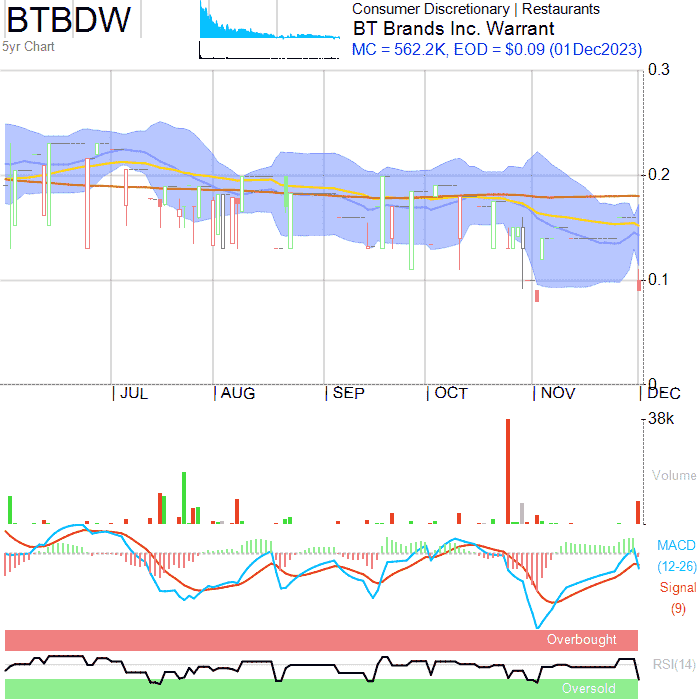 BTBDW
5yr Chart
Consumer Discretionary | Restaurants
BT Brands Inc. Warrant
MC = 562.2K, EOD = $0.09 (01Dec2023)
0.3
0.2
0.1
0
JUL
AUG
SEP
OCT
NOV
DEC
38k
Volume
MACD
(12-26)
Signal
(9)
Overbought
RSI(14)
Oversold